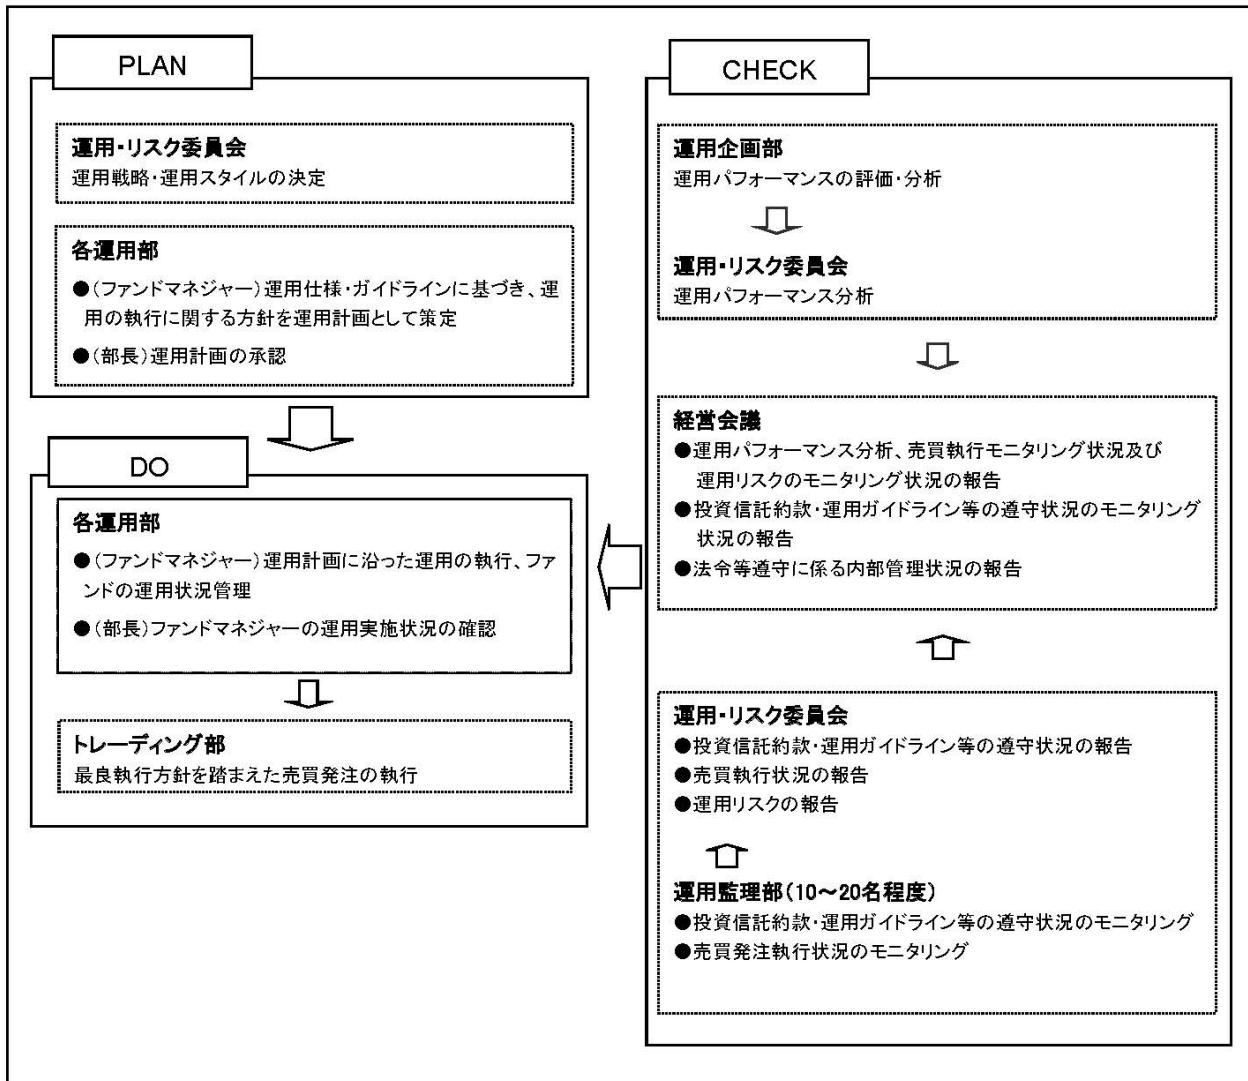 PLAN
運用・リスク委員会
運用戦略・運用スタイルの決定
各運用部
●（ファンドマネジャー）運用仕様・ガイドラインに基づき、運
用の執行に関する方針を運用計画として策定
●（部長）運用計画の承認
DO
各運用部
●（ファンドマネジャー）運用計画に沿った運用の執行、ファ
ンドの運用状況管理
●（部長）ファンドマネジャーの運用実施状況の確認
トレーディング部
最良執行方針を踏まえた売買発注の執行
CHECK
運用企画部
運用パフォーマンスの評価・分析
運用・リスク委員会
運用パフォーマンス分析
経営会議
●運用パフォーマンス分析、売買執行モニタリング状況及び
運用リスクのモニタリング状況の報告
●投資信託約款・運用ガイドライン等の遵守状況のモニタリング
状況の報告
●法令等遵守に係る内部管理状況の報告
運用・リスク委員会
●投資信託約款・運用ガイドライン等の遵守状況の報告
●売買執行状況の報告
●運用リスクの報告
運用監理部（10～20名程度）
●投資信託約款・運用ガイドライン等の遵守状況のモニタリング
●売買発注執行状況のモニタリング